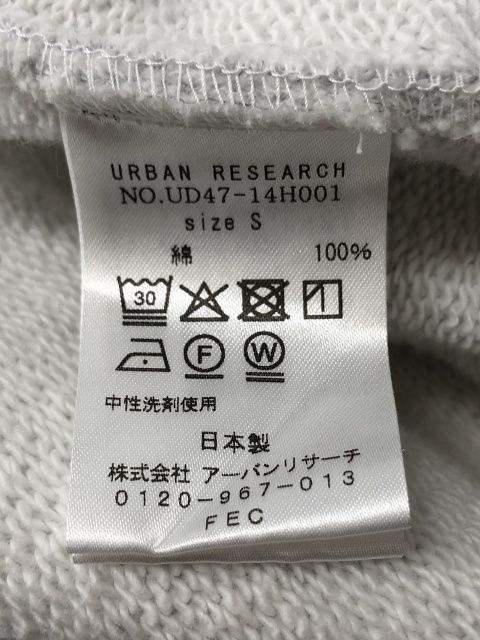 URBAN RESEARCH
NO.UD47-14H001
size S
綿 100%
30
F W
中性洗剤使用
日本製
株式会社 アーバンリサーチ
0120-967-013
FEC